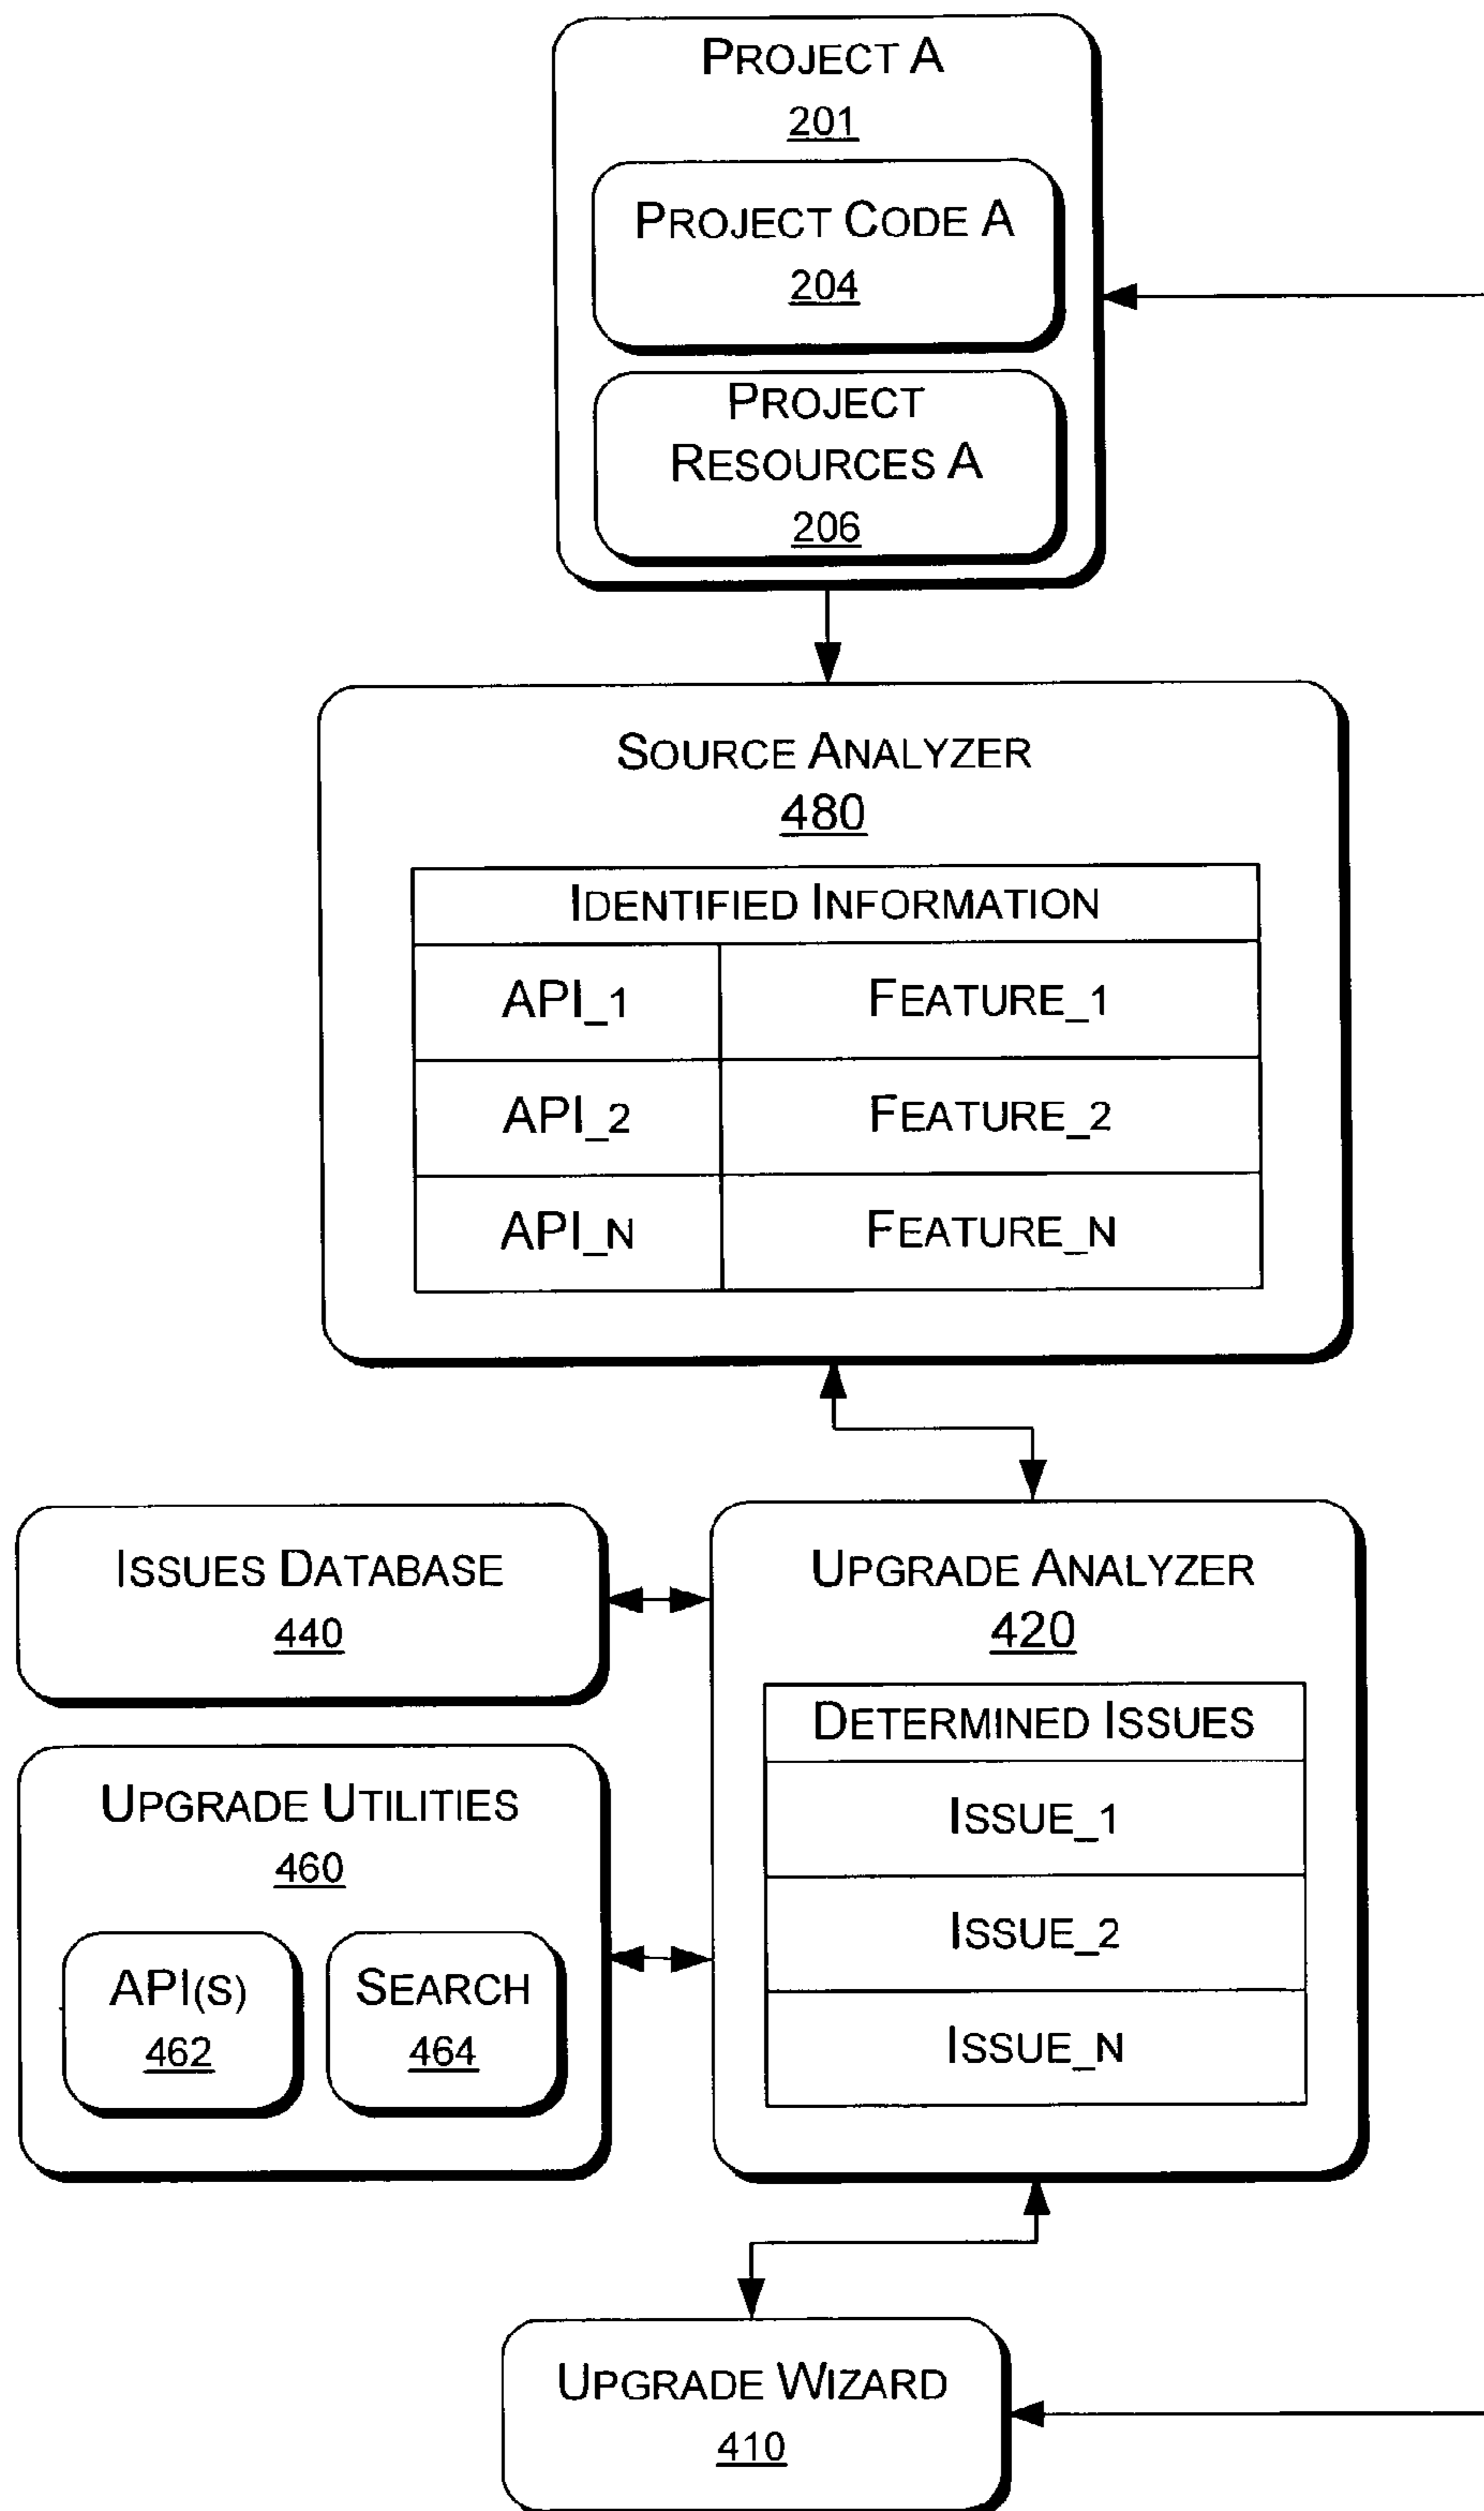 PROJECT A
201
PROJECT CODE A
204
PROJECT
RESOURCES A
206
SOURCE ANALYZER
480
IDENTIFIED INFORMATION
API_1 FEATURE_1
API_2 FEATURE_2
API_N FEATURE_N
ISSUES DATABASE
440
UPGRADE UTILITIES
460
API(S)
462
SEARCH
464
UPGRADE ANALYZER
420
DETERMINED ISSUES
ISSUE_1
ISSUE_2
ISSUE_N
UPGRADE WIZARD
410